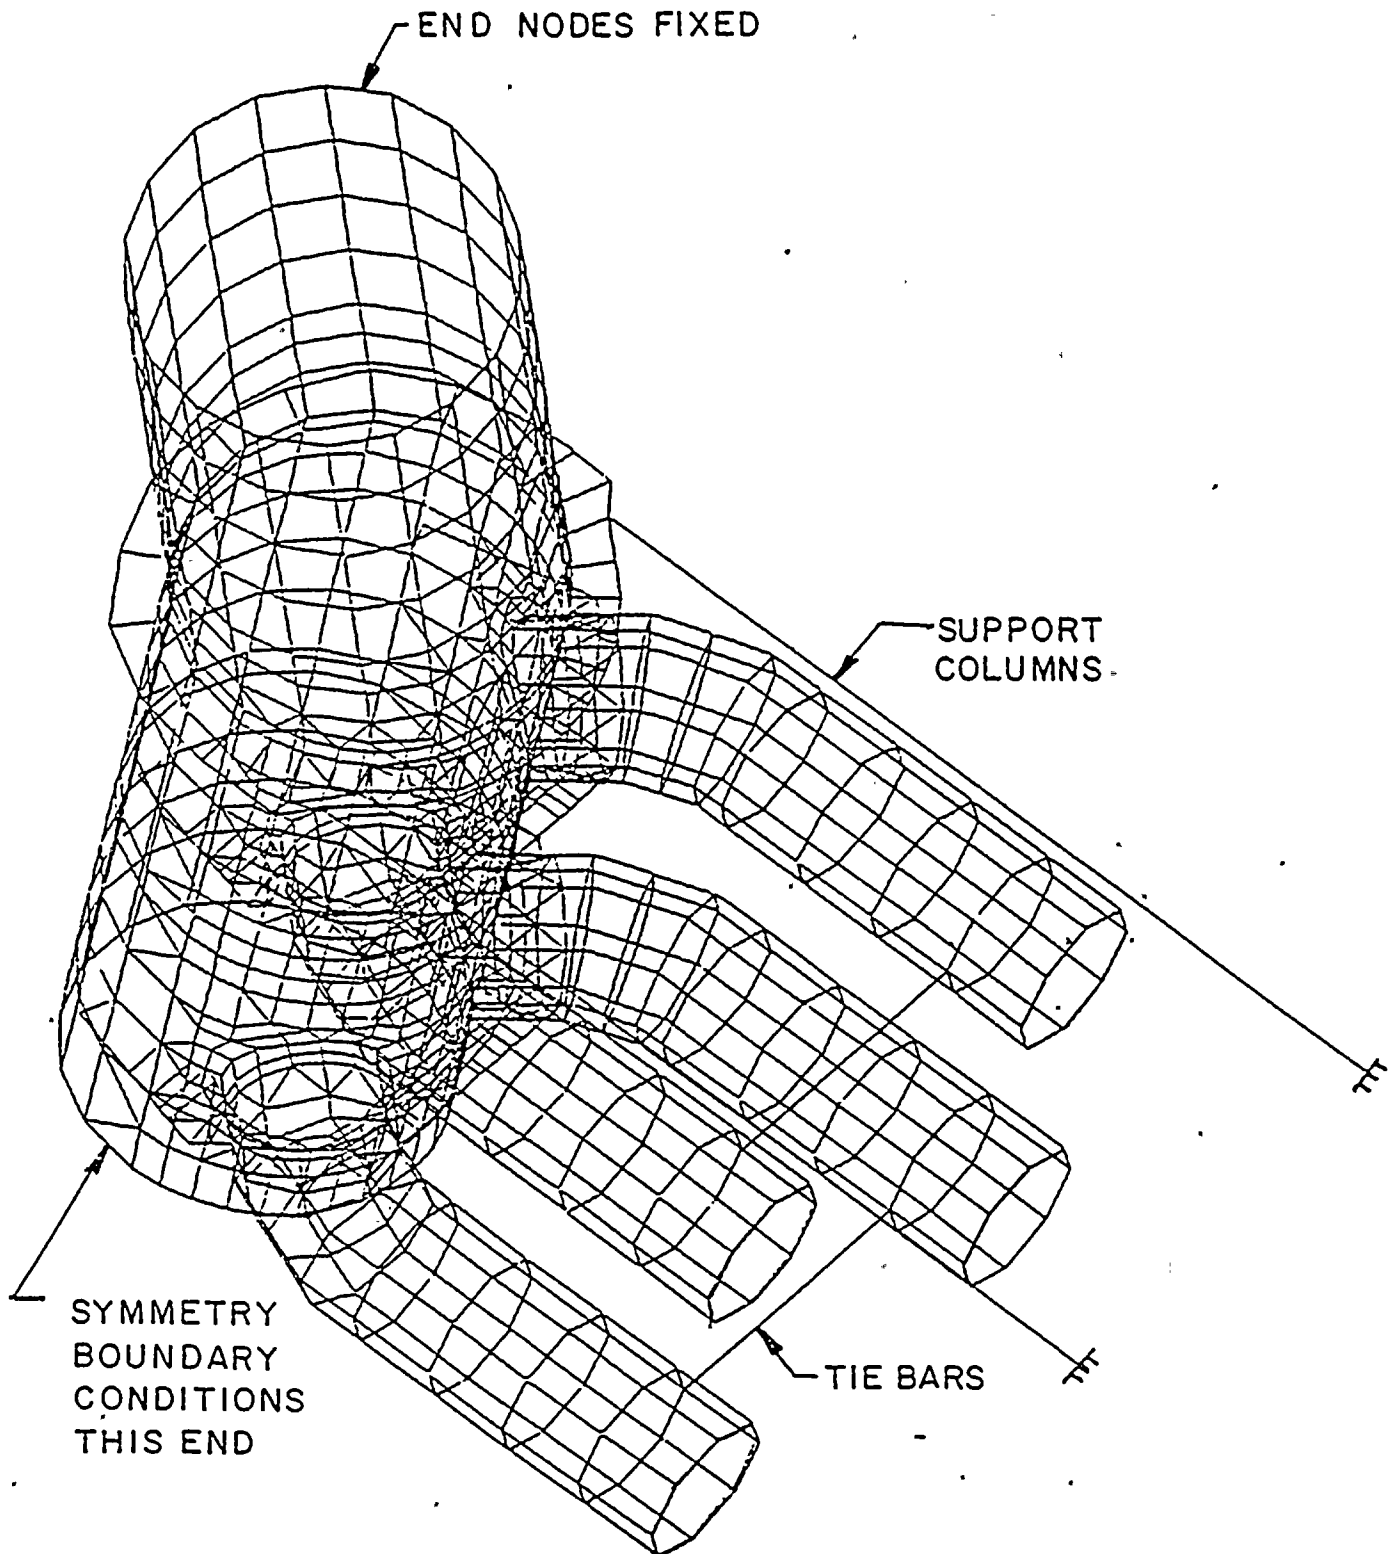 END NODES FIXED
SUPPORT
COLUMNS
SYMMETRY
BOUNDARY
CONDITIONS
THIS END
TIE BARS